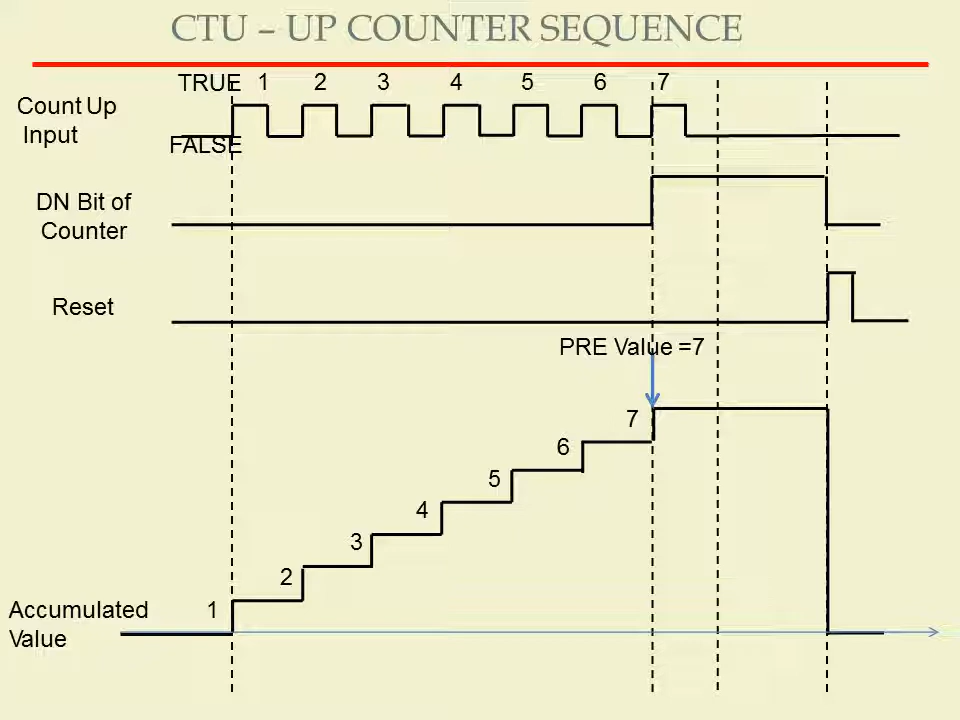 CTU – UP COUNTER SEQUENCE
TRUE 1 2 3 4 5 6 7
Count Up
Input
FALSE
DN Bit of
Counter
Reset
PRE Value =7
7
6
5
4
3
2
1
Accumulated
Value